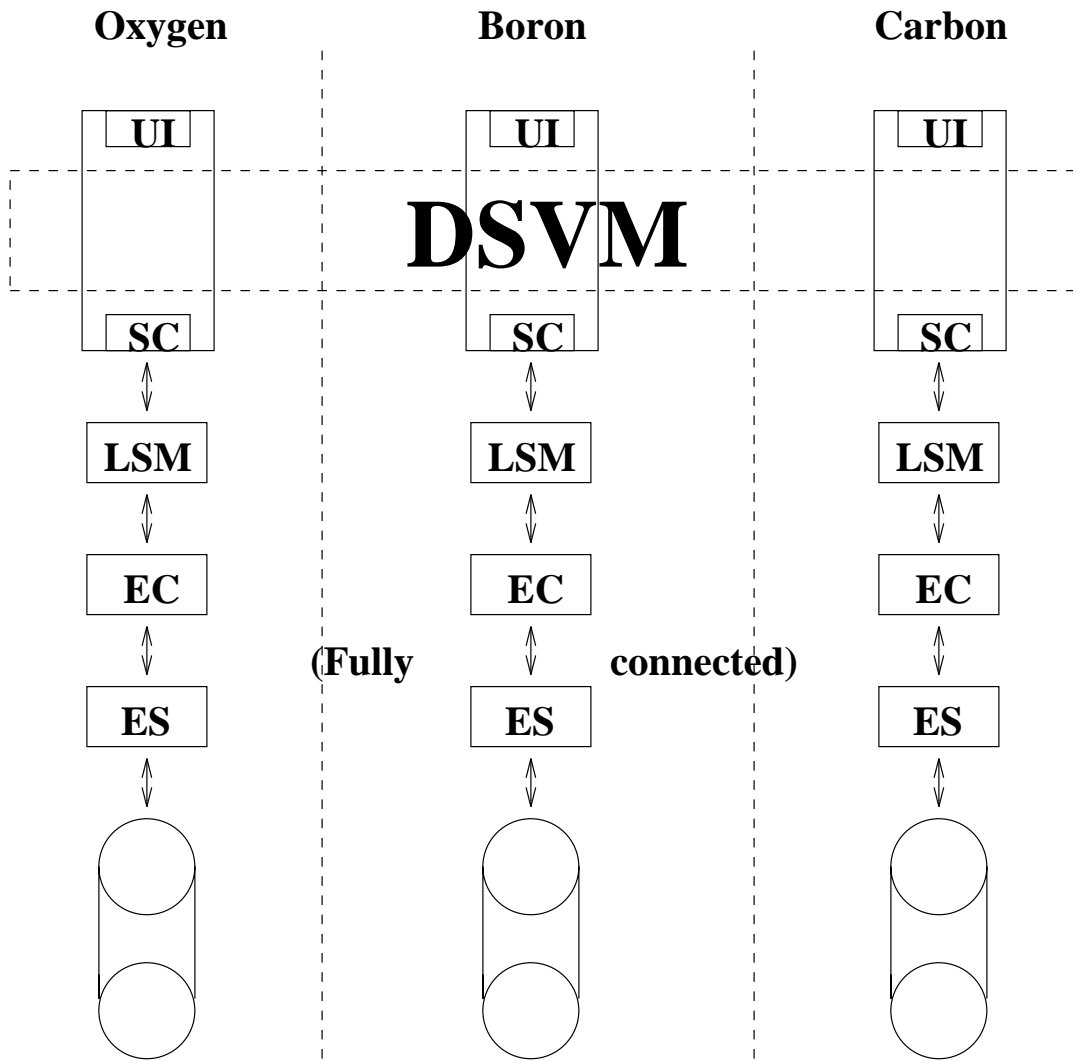 Oxygen Boron Carbon
UI UI UI
DSVM
SC SC SC
LSM LSM LSM
EC EC EC
(Fully connected)
ES ES ES